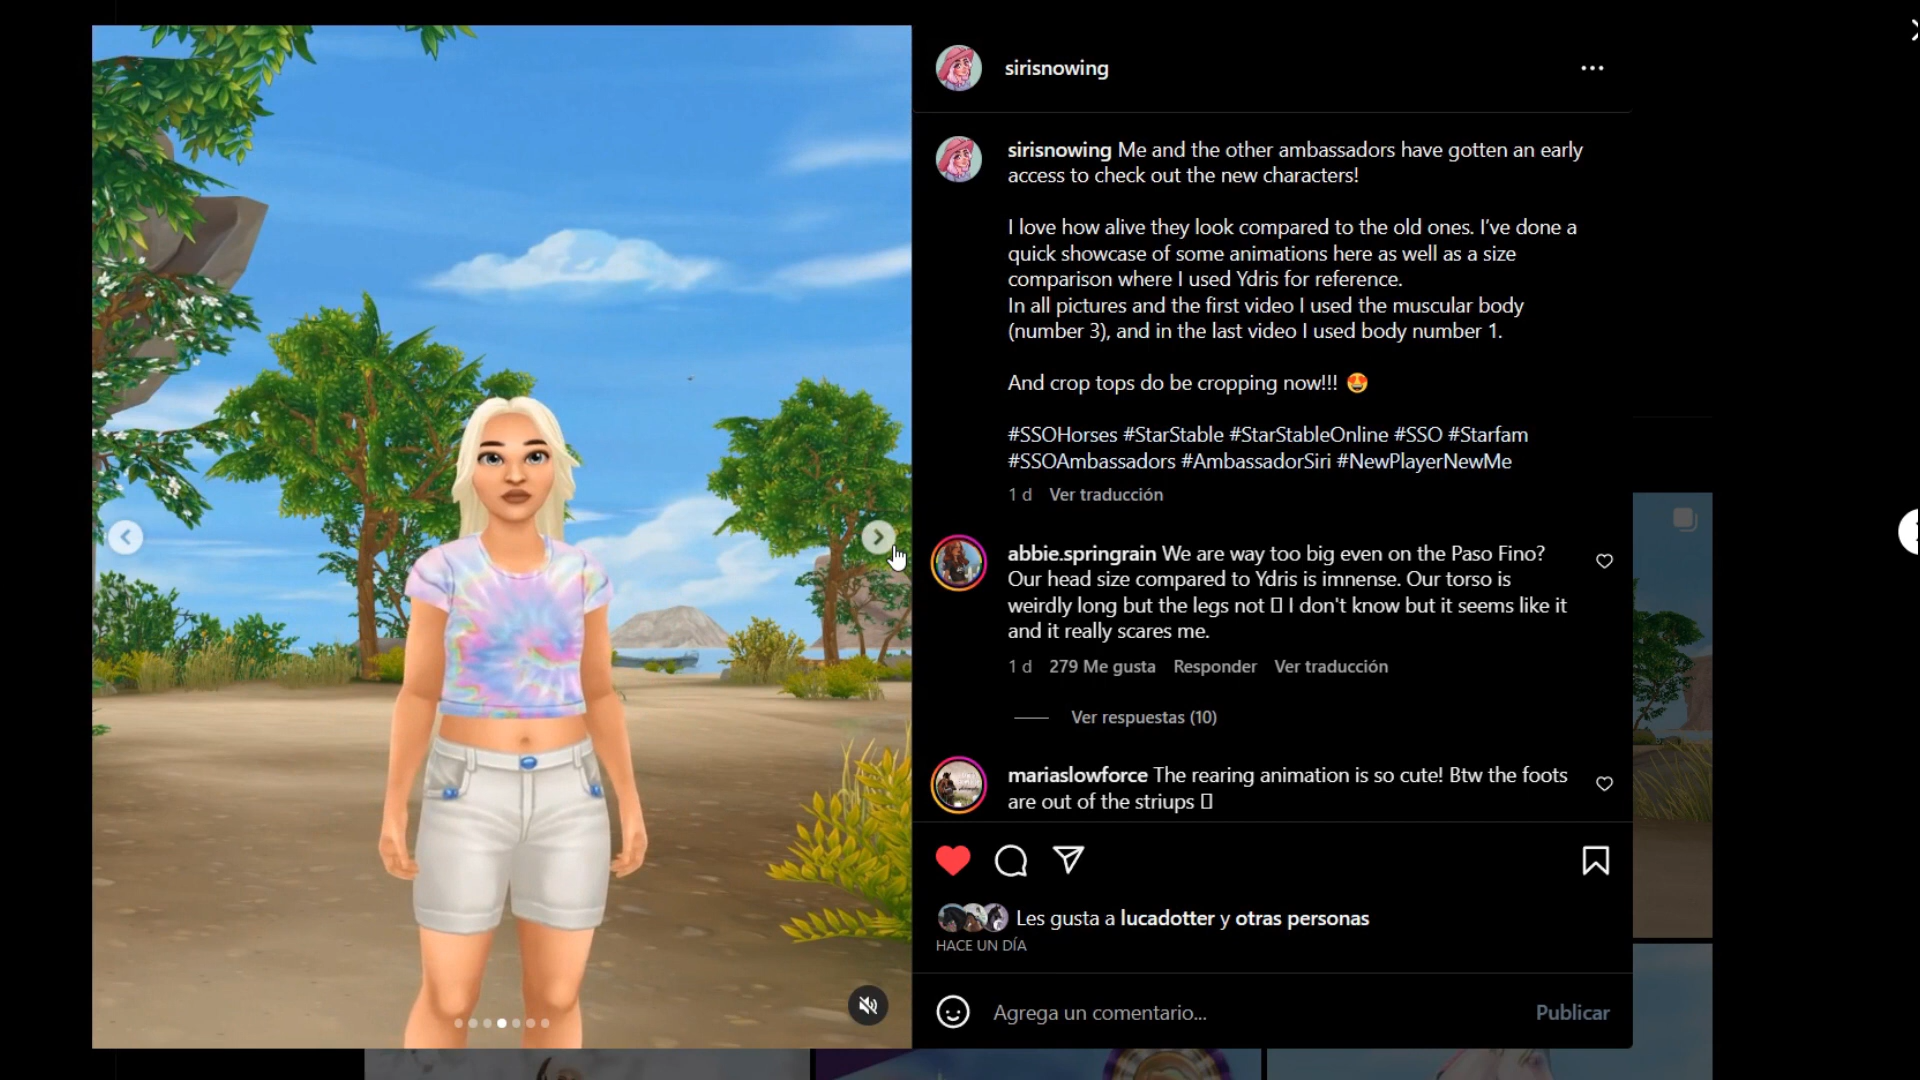 sirisnowing
sirisnowing Me and the other ambassadors have gotten an early
access to check out the new characters!
I love how alive they look compared to the old ones. I've done a
quick showcase of some animations here as well as a size
comparison where I used Ydris for reference.
In all pictures and the first video I used the muscular body
(number 3), and in the last video I used body number 1.
And crop tops do be cropping now!!! 😍
#SSOHorses #StarStable #StarStableOnline #SSO #Starfam
#SSOAmbassadors #AmbassadorSiri #NewPlayerNewMe
1 d Ver traducción
abbie.springrain We are way too big even on the Paso Fino?
Our head size compared to Ydris is imnense. Our torso is
weirdly long but the legs not ▯ I don't know but it seems like it
and it really scares me.
1 d 279 Me gusta Responder Ver traducción
Ver respuestas (10)
mariaslowforce The rearing animation is so cute! Btw the foots
are out of the striups ▯
Les gusta a lucadotter y otras personas
HACE UN DÍA
Agrega un comentario... Publicar